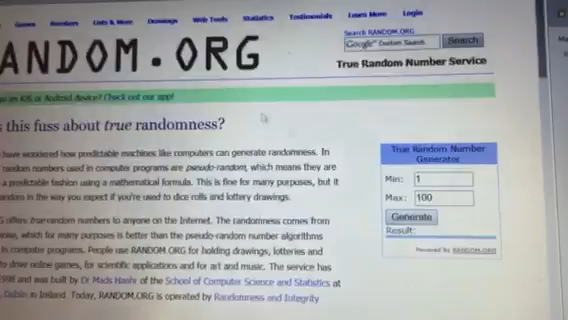 Games Numbers Lists & More Drawings Web Tools Statistics Testimonials Learn More Login
ANDOM.ORG
Search RANDOM.ORG
Google™ Custom Search Search
True Random Number Service
an iOS or Android device? Check out our app!
this fuss about true randomness?
have wondered how predictable machines like computers can generate randomness. In
random numbers used in computer programs are pseudo-random, which means they are
a predictable fashion using a mathematical formula. This is fine for many purposes, but it
random in the way you expect if you're used to dice rolls and lottery drawings.
G offers true random numbers to anyone on the Internet. The randomness comes from
noise, which for many purposes is better than the pseudo-random number algorithms
in computer programs. People use RANDOM.ORG for holding drawings, lotteries and
to drive online games, for scientific applications and for art and music. The service has
1998 and was built by Dr Mads Haahr of the School of Computer Science and Statistics at
Dublin in Ireland. Today, RANDOM.ORG is operated by Randomness and Integrity
True Random Number
Generator
Min: 1
Max: 100
Generate
Result:
Powered by RANDOM.ORG